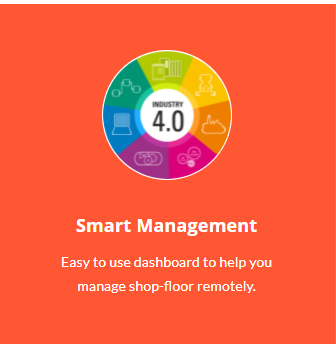 INDUSTRY
4.0
Smart Management
Easy to use dashboard to help you
manage shop-floor remotely.